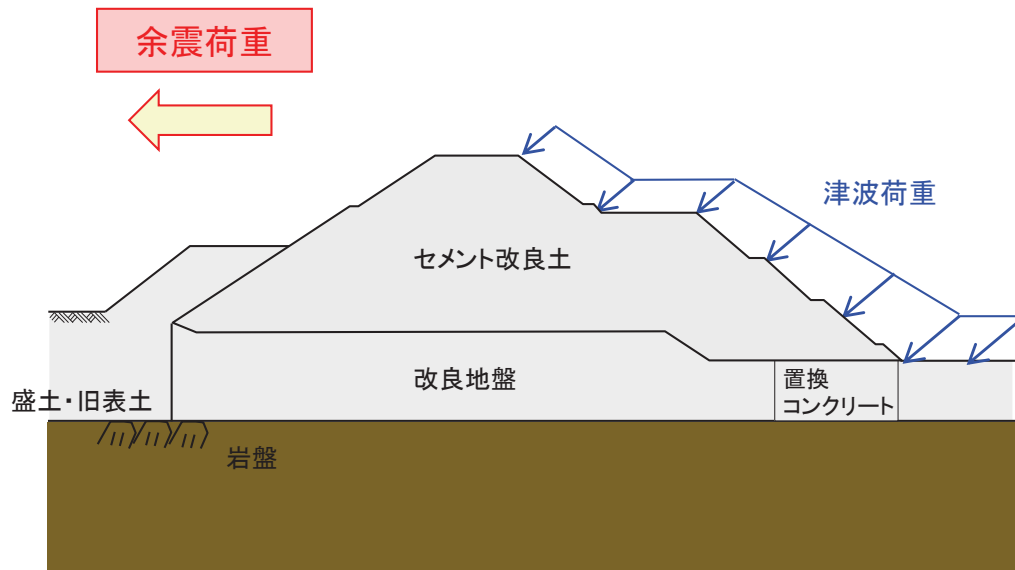 余震荷重
津波荷重
セメント改良土
改良地盤
置換
コンクリート
盛土・旧表土
岩盤